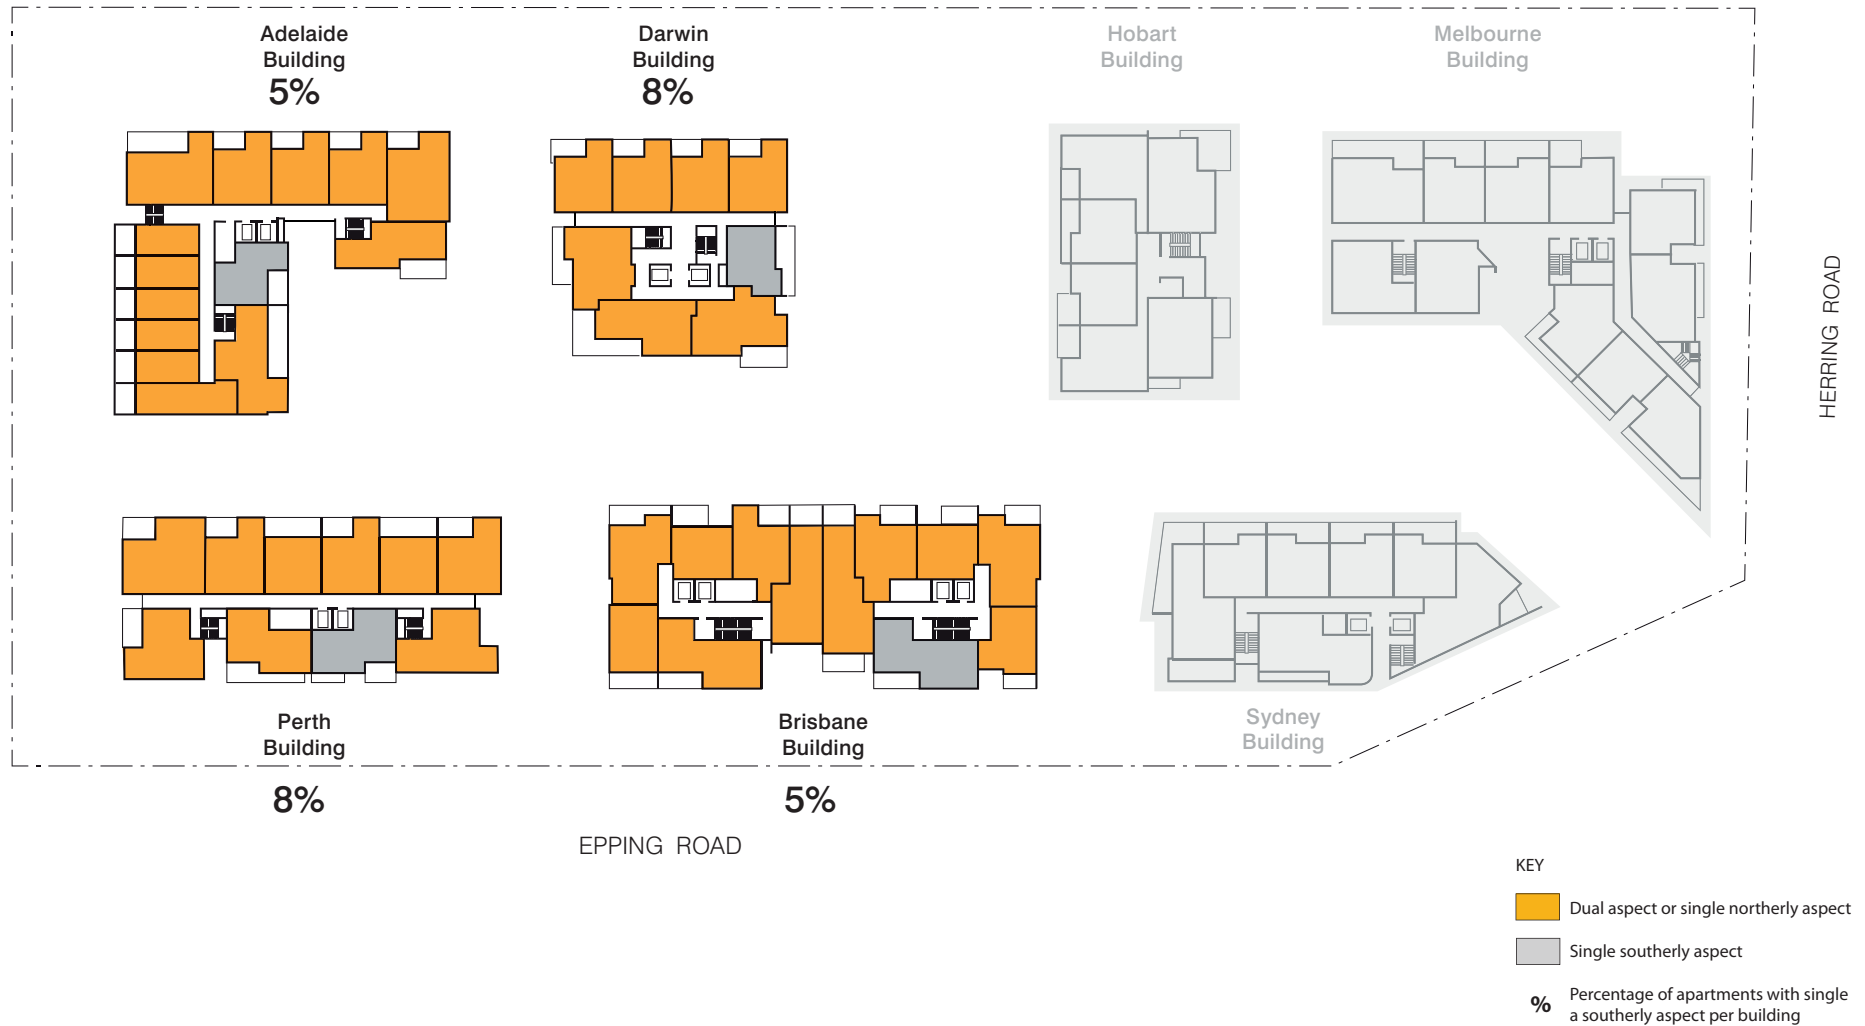 Adelaide
Building
5%
Darwin
Building
8%
Hobart
Building
Melbourne
Building
HERRING ROAD
Perth
Building
8%
Brisbane
Building
5%
Sydney
Building
EPPING ROAD
KEY
Dual aspect or single northerly aspect
Single southerly aspect
% Percentage of apartments with single
a southerly aspect per building